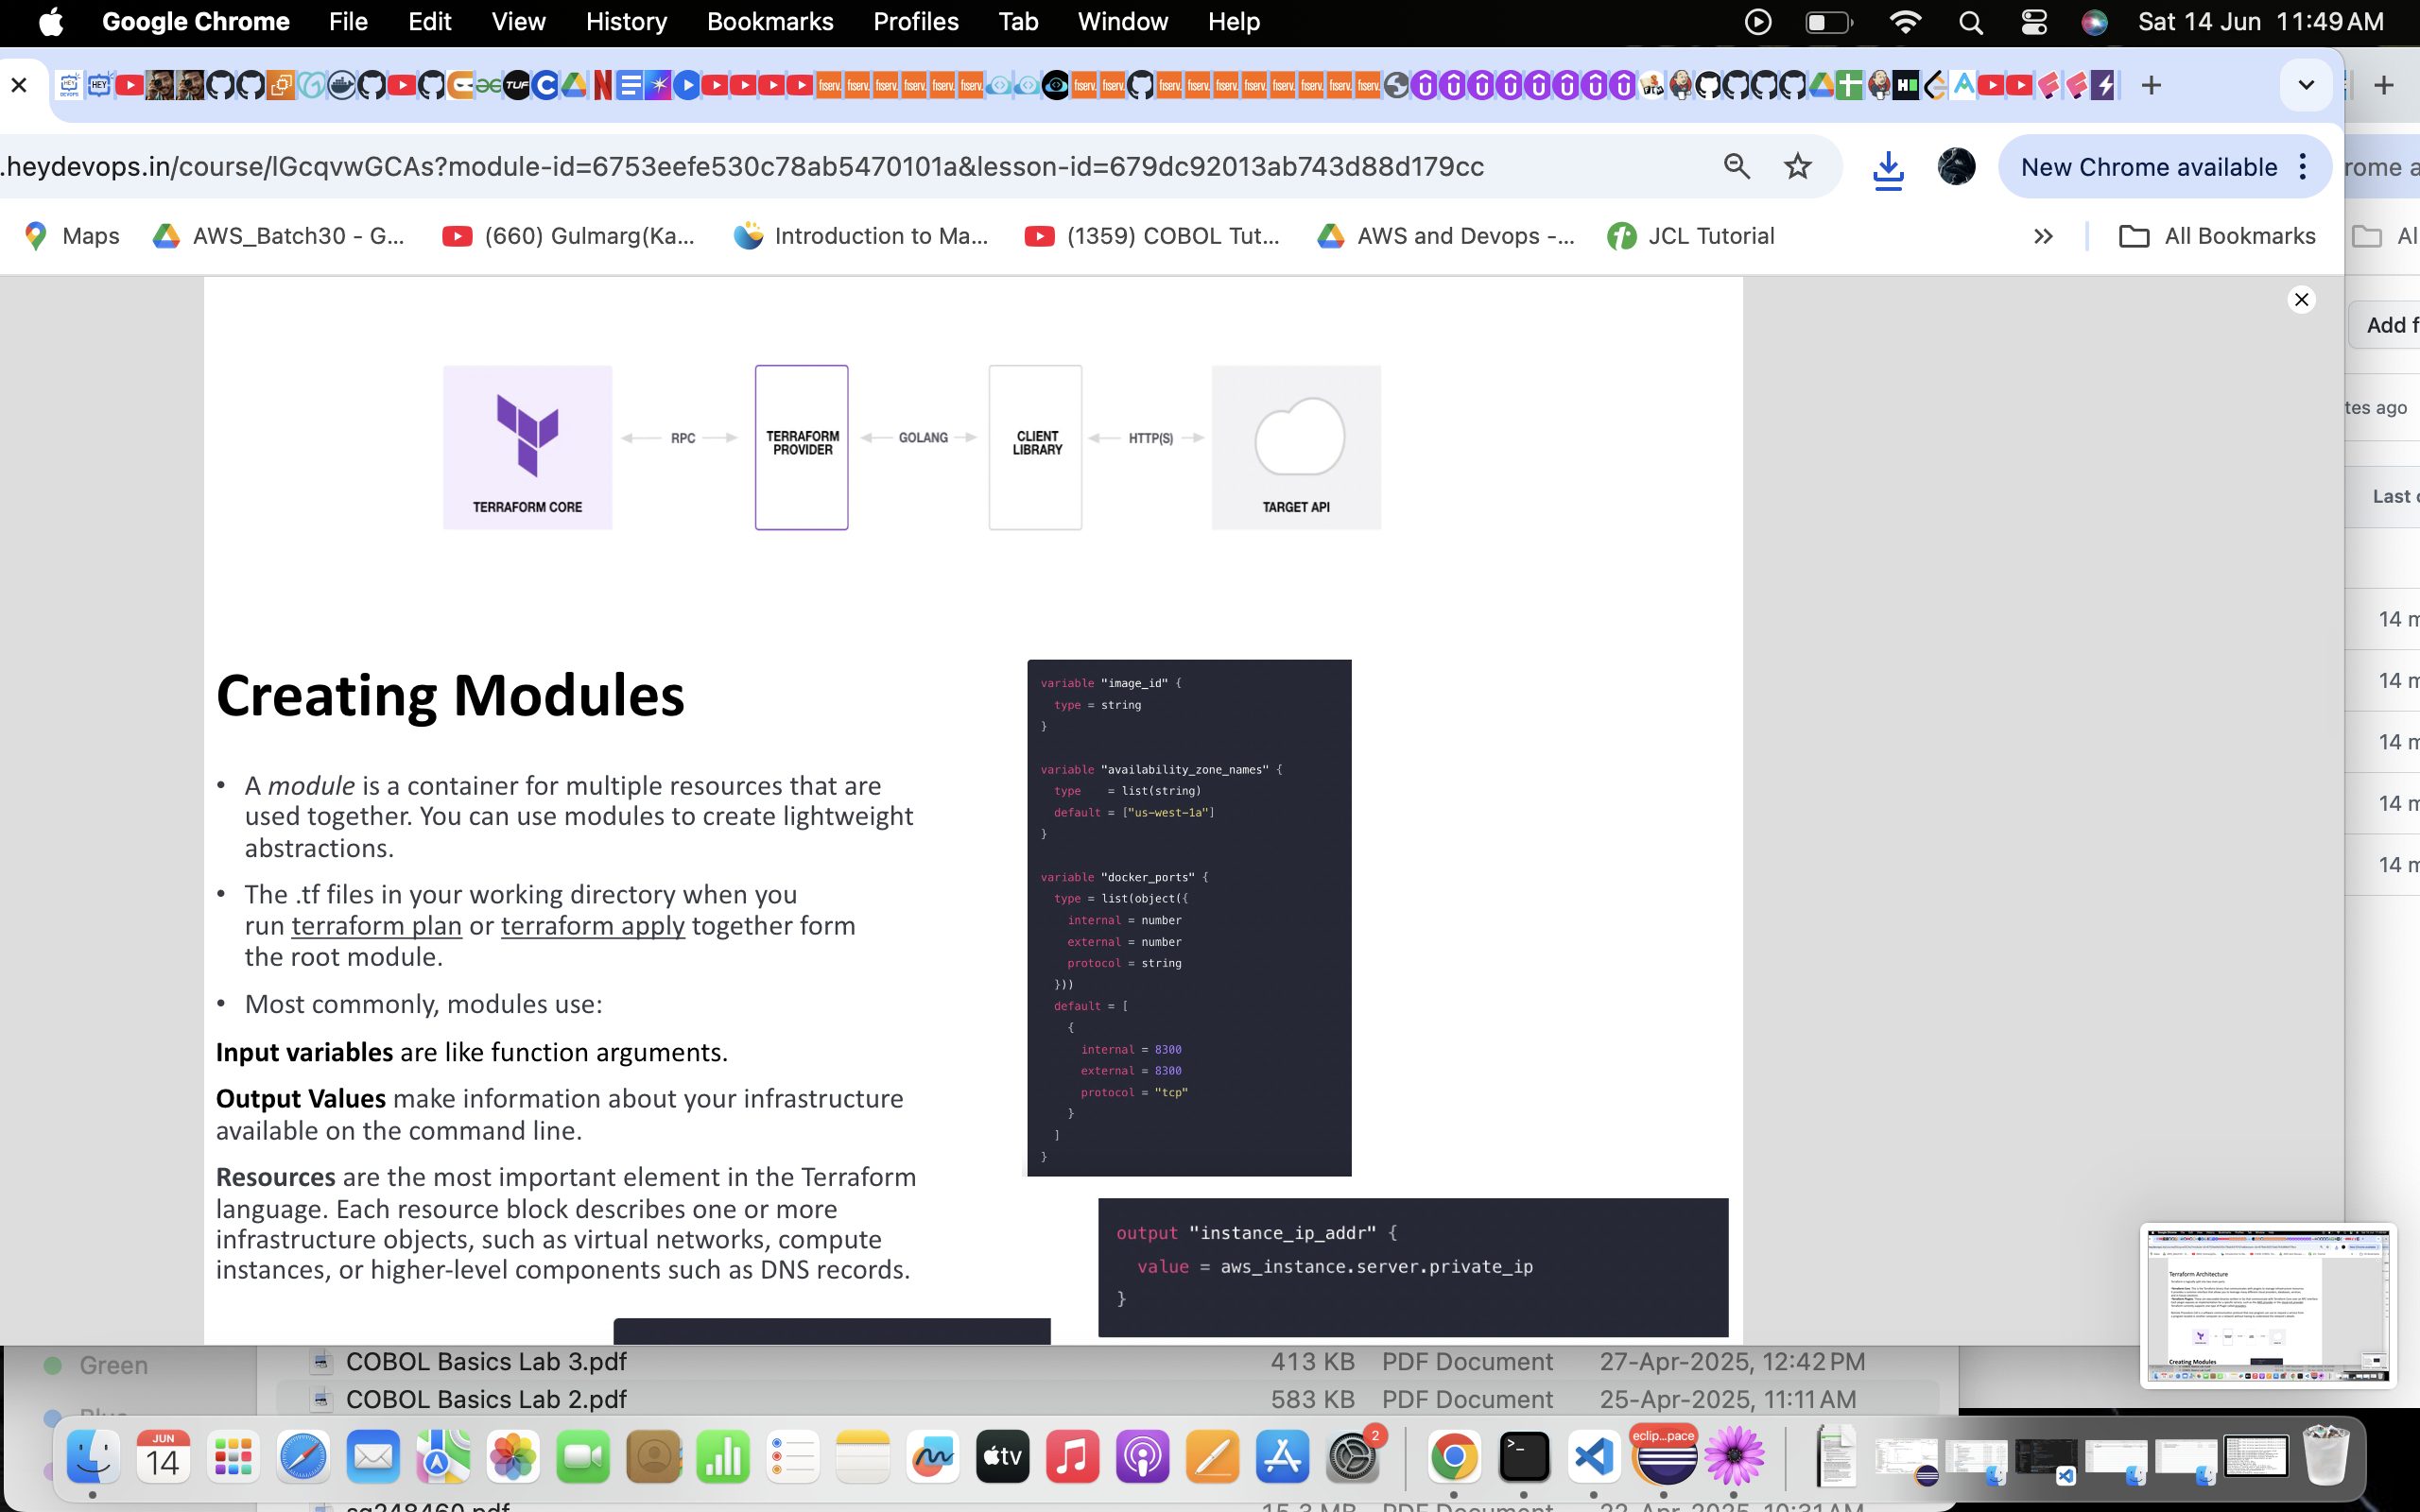 Google Chrome File Edit View History Bookmarks Profiles Tab Window Help Sat 14 Jun 11:49 AM
.heydevops.in/course/lGcqvwGCAs?module-id=6753eefe530c78ab5470101a&lesson-id=679dc92013ab743d88d179cc New Chrome available
Maps AWS_Batch30 - G... (660) Gulmarg(Ka... Introduction to Ma... (1359) COBOL Tut... AWS and Devops -... JCL Tutorial All Bookmarks
Add f
tes ago
Last
14 m
14 m
14 m
14 m
14 m
TERRAFORM CORE
RPC
TERRAFORM
PROVIDER
GOLANG
CLIENT
LIBRARY
HTTP(S)
TARGET API
Creating Modules
• A module is a container for multiple resources that are
used together. You can use modules to create lightweight
abstractions.
• The .tf files in your working directory when you
run terraform plan or terraform apply together form
the root module.
• Most commonly, modules use:
Input variables are like function arguments.
Output Values make information about your infrastructure
available on the command line.
Resources are the most important element in the Terraform
language. Each resource block describes one or more
infrastructure objects, such as virtual networks, compute
instances, or higher-level components such as DNS records.
variable "image_id" {
type = string
}
variable "availability_zone_names" {
type = list(string)
default = ["us-west-1a"]
}
variable "docker_ports" {
type = list(object({
internal = number
external = number
protocol = string
}))
default = [
{
internal = 8300
external = 8300
protocol = "tcp"
}
]
}
output "instance_ip_addr" {
value = aws_instance.server.private_ip
}
Terraform Architecture
Creating Modules
Green
COBOL Basics Lab 3.pdf 413 KB PDF Document 27-Apr-2025, 12:42 PM
COBOL Basics Lab 2.pdf 583 KB PDF Document 25-Apr-2025, 11:11 AM
JUN
14
tv
2
eclip...pace